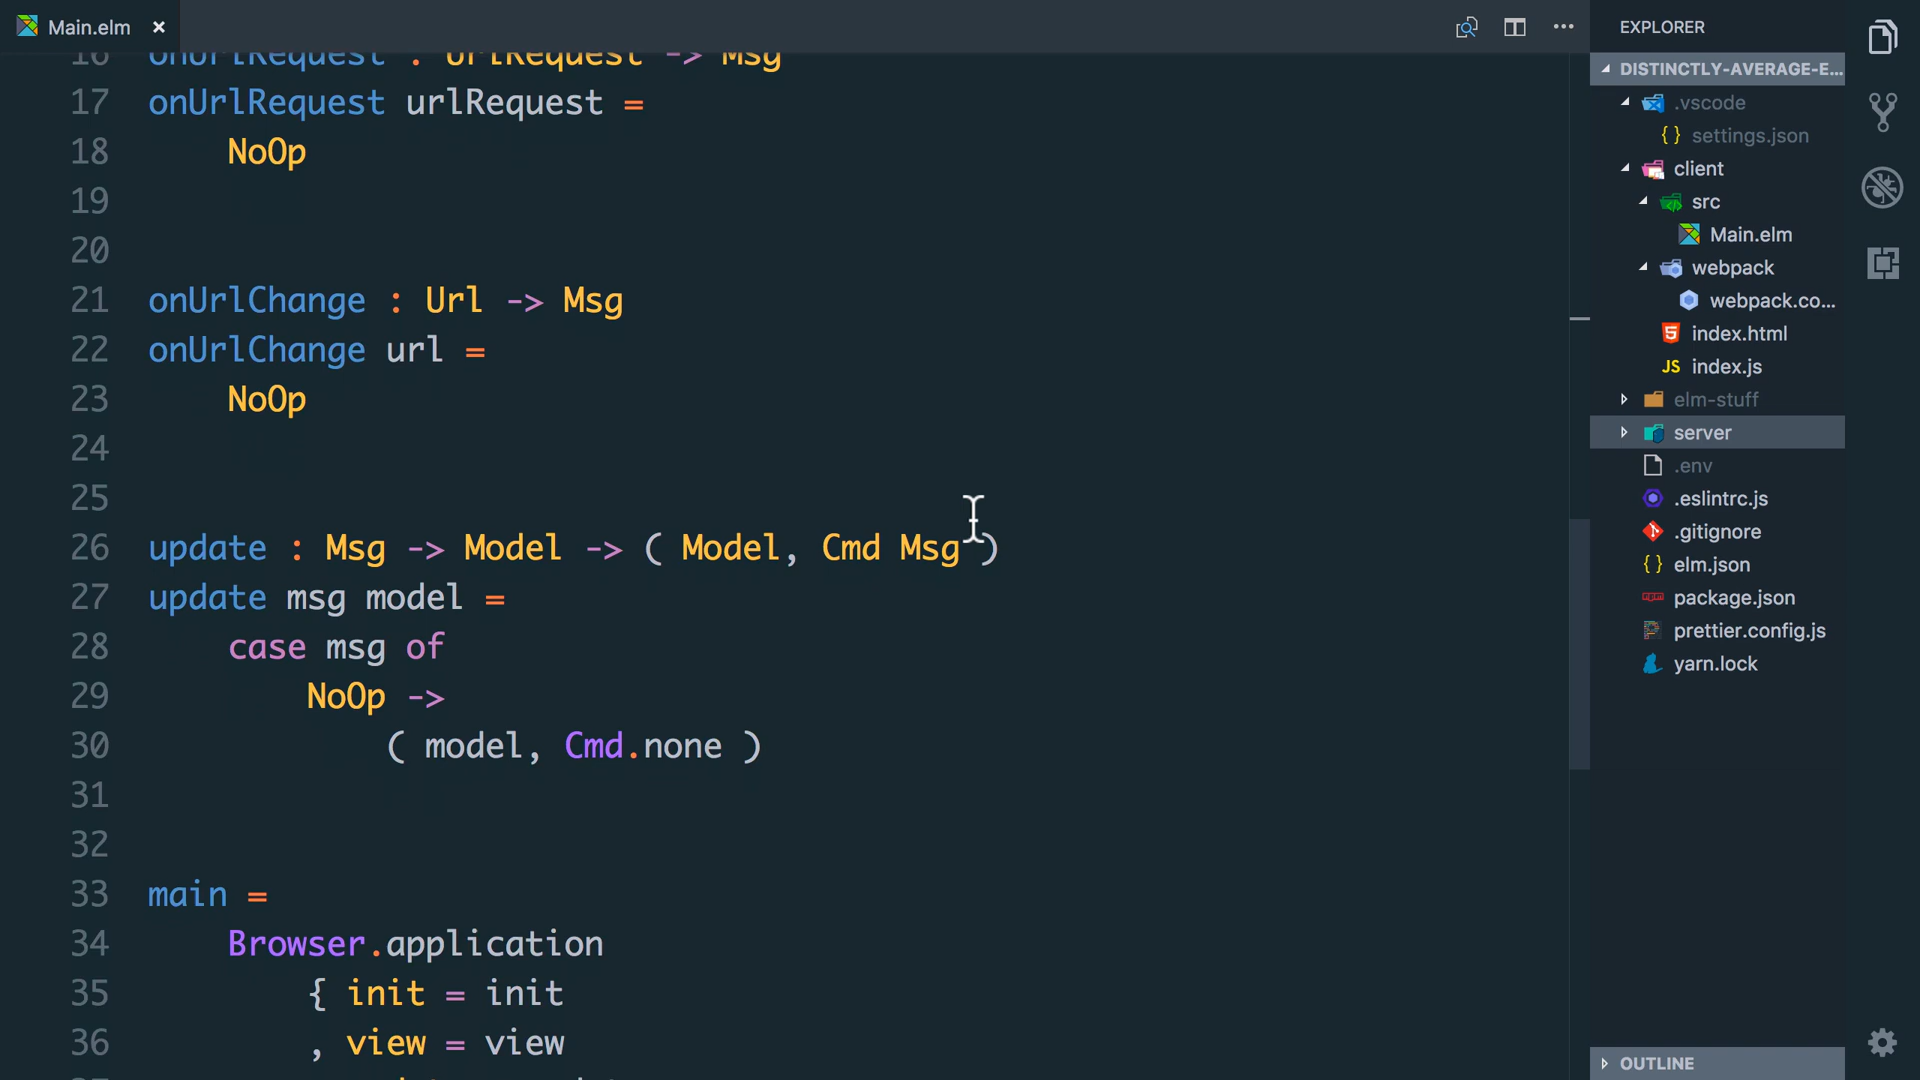 Main.elm ×
16 onUrlRequest : UrlRequest -> Msg
17 onUrlRequest urlRequest =
18 NoOp
19
20
21 onUrlChange : Url -> Msg
22 onUrlChange url =
23 NoOp
24
25
26 update : Msg -> Model -> ( Model, Cmd Msg )
27 update msg model =
28 case msg of
29 NoOp ->
30 ( model, Cmd.none )
31
32
33 main =
34 Browser.application
35 { init = init
36 , view = view
EXPLORER
DISTINCTLY-AVERAGE-E...
.vscode
{ } settings.json
client
src
Main.elm
webpack
webpack.co...
5 index.html
JS index.js
elm-stuff
server
.env
.eslintrc.js
.gitignore
{ } elm.json
package.json
prettier.config.js
yarn.lock
OUTLINE